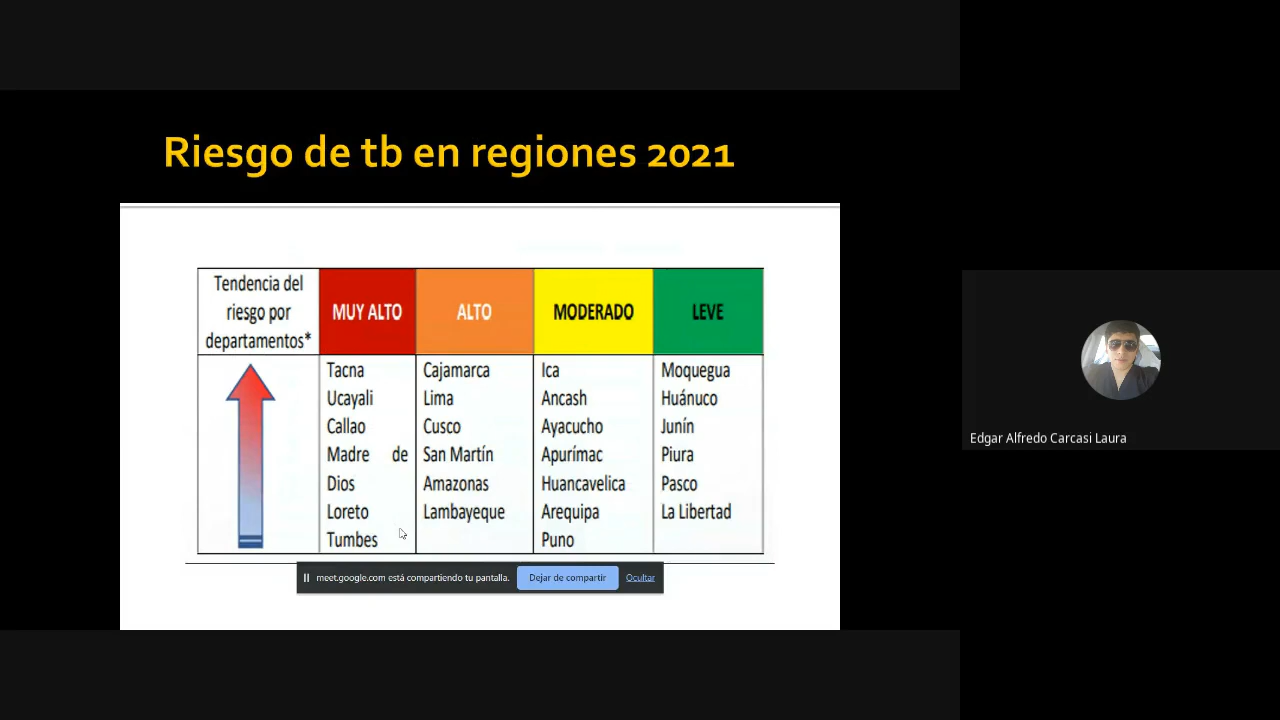 Riesgo de tb en regiones 2021
Tendencia del
riesgo por
departamentos*
MUY ALTO
ALTO
MODERADO
LEVE
Tacna
Ucayali
Callao
Madre de
Dios
Loreto
Tumbes
Cajamarca
Lima
Cusco
San Martín
Amazonas
Lambayeque
Ica
Ancash
Ayacucho
Apurímac
Huancavelica
Arequipa
Puno
Moquegua
Huánuco
Junín
Piura
Pasco
La Libertad
meet.google.com está compartiendo tu pantalla.
Dejar de compartir
Ocultar
Edgar Alfredo Carcasi Laura